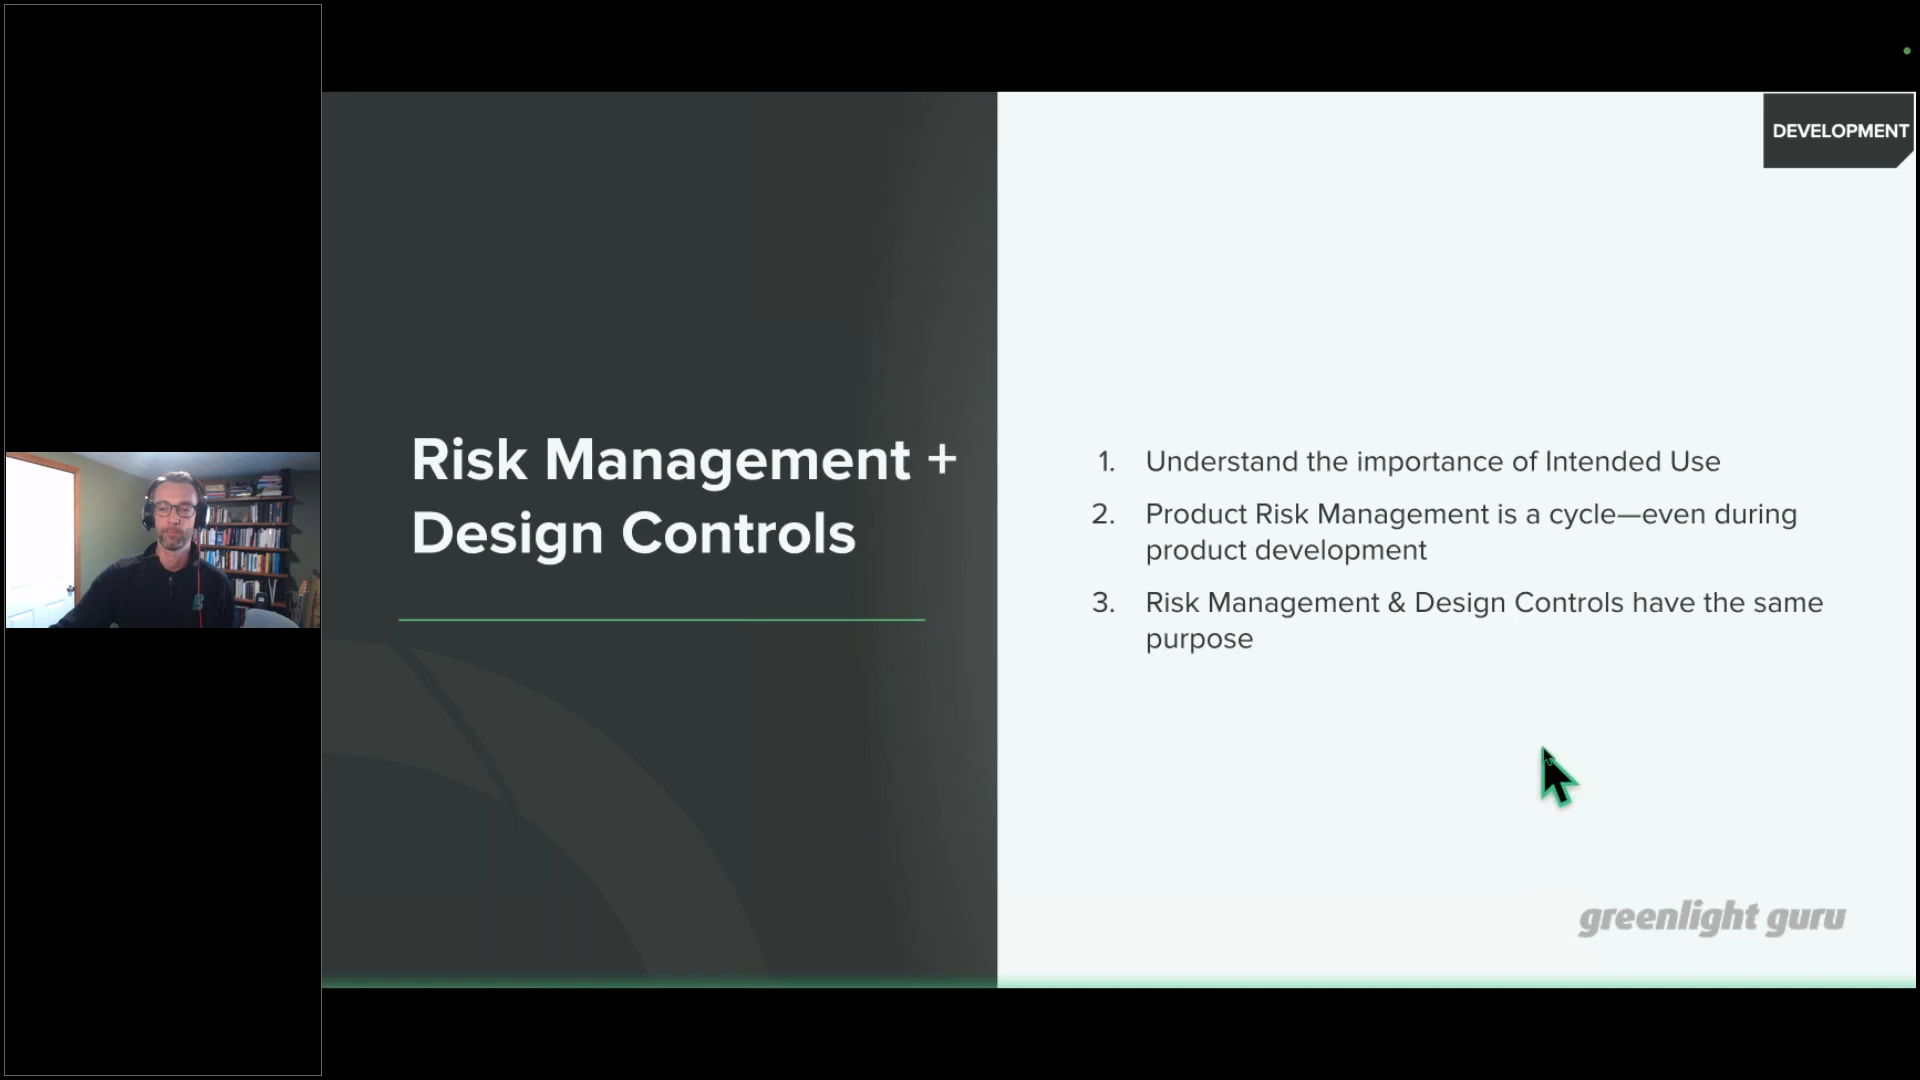 DEVELOPMENT
Risk Management +
Design Controls
1. Understand the importance of Intended Use
2. Product Risk Management is a cycle—even during
product development
3. Risk Management & Design Controls have the same
purpose
greenlight guru